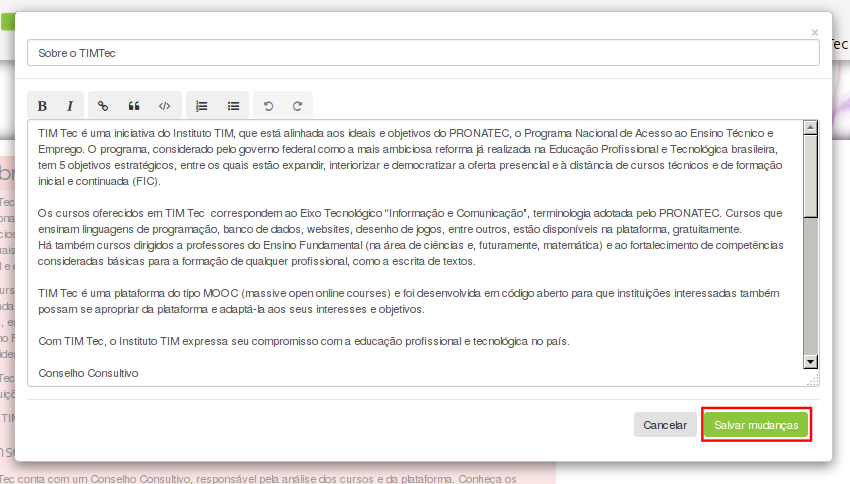 ×
Tec
Sobre o TIMTec
B I
TIM Tec é uma iniciativa do Instituto TIM, que está alinhada aos ideais e objetivos do PRONATEC, o Programa Nacional de Acesso ao Ensino Técnico e
Emprego. O programa, considerado pelo governo federal como a mais ambiciosa reforma já realizada na Educação Profissional e Tecnológica brasileira,
tem 5 objetivos estratégicos, entre os quais estão expandir, interiorizar e democratizar a oferta presencial e à distância de cursos técnicos e de formação
inicial e continuada (FIC).
Os cursos oferecidos em TIM Tec  correspondem ao Eixo Tecnológico “Informação e Comunicação”, terminologia adotada pelo PRONATEC. Cursos que
ensinam linguagens de programação, banco de dados, websites, desenho de jogos, entre outros, estão disponíveis na plataforma, gratuitamente.
Há também cursos dirigidos a professores do Ensino Fundamental (na área de ciências e, futuramente, matemática) e ao fortalecimento de competências
consideradas básicas para a formação de qualquer profissional, como a escrita de textos.
TIM Tec é uma plataforma do tipo MOOC (massive open online courses) e foi desenvolvida em código aberto para que instituições interessadas também
possam se apropriar da plataforma e adaptá-la aos seus interesses e objetivos.
Com TIM Tec, o Instituto TIM expressa seu compromisso com a educação profissional e tecnológica no país.
Conselho Consultivo
Cancelar
Salvar mudanças
Tec conta com um Conselho Consultivo, responsável pela análise dos cursos e da plataforma. Conheça os